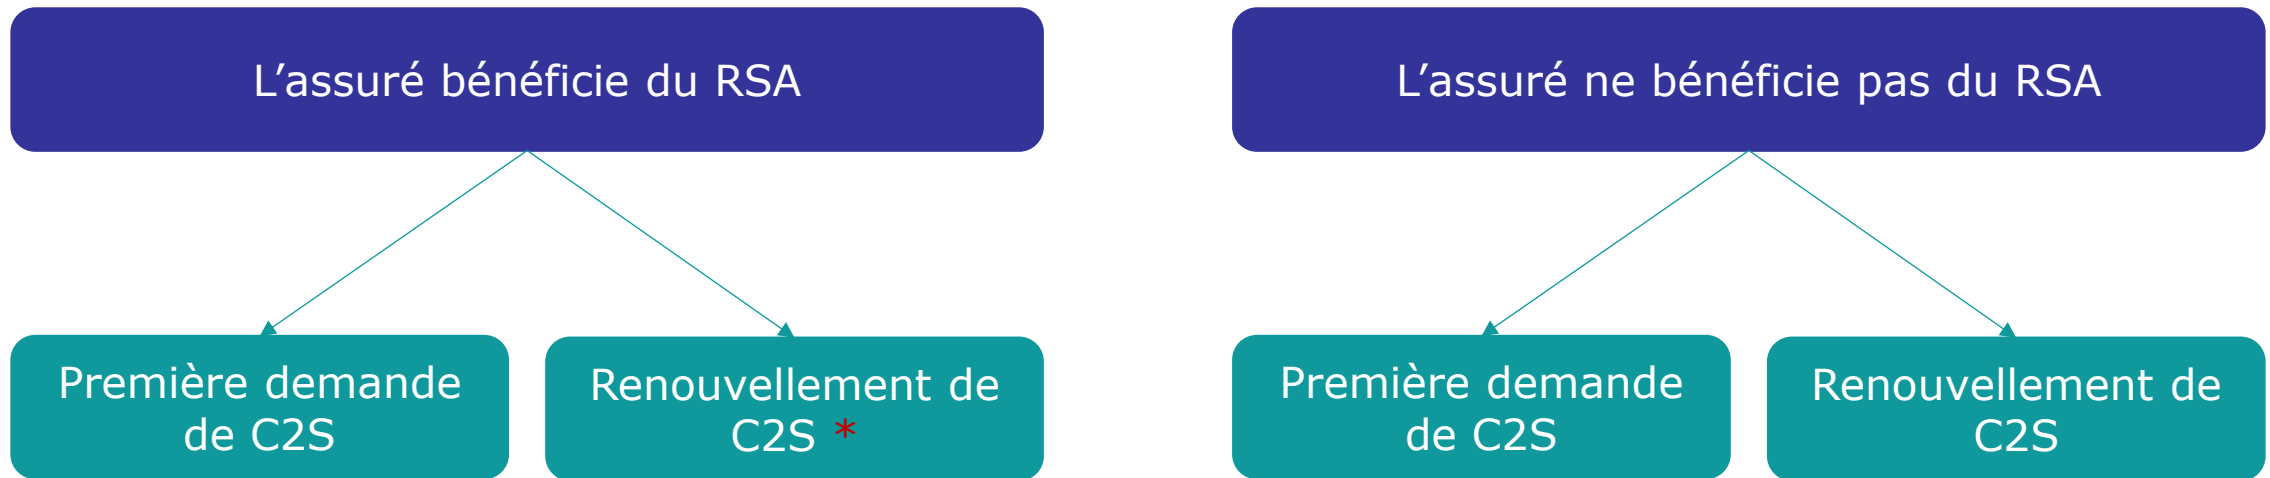 L’assuré bénéficie du RSA
L’assuré ne bénéficie pas du RSA
Première demande
de C2S
Renouvellement de
C2S *
Première demande
de C2S
Renouvellement de
C2S